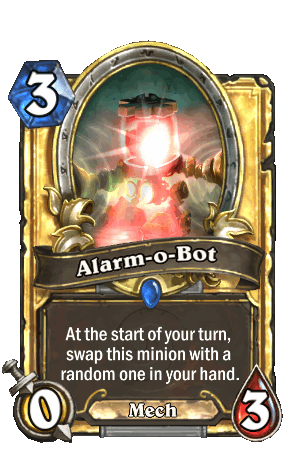 3
Alarm-o-Bot
At the start of your turn,
swap this minion with a
random one in your hand.
0
Mech
3